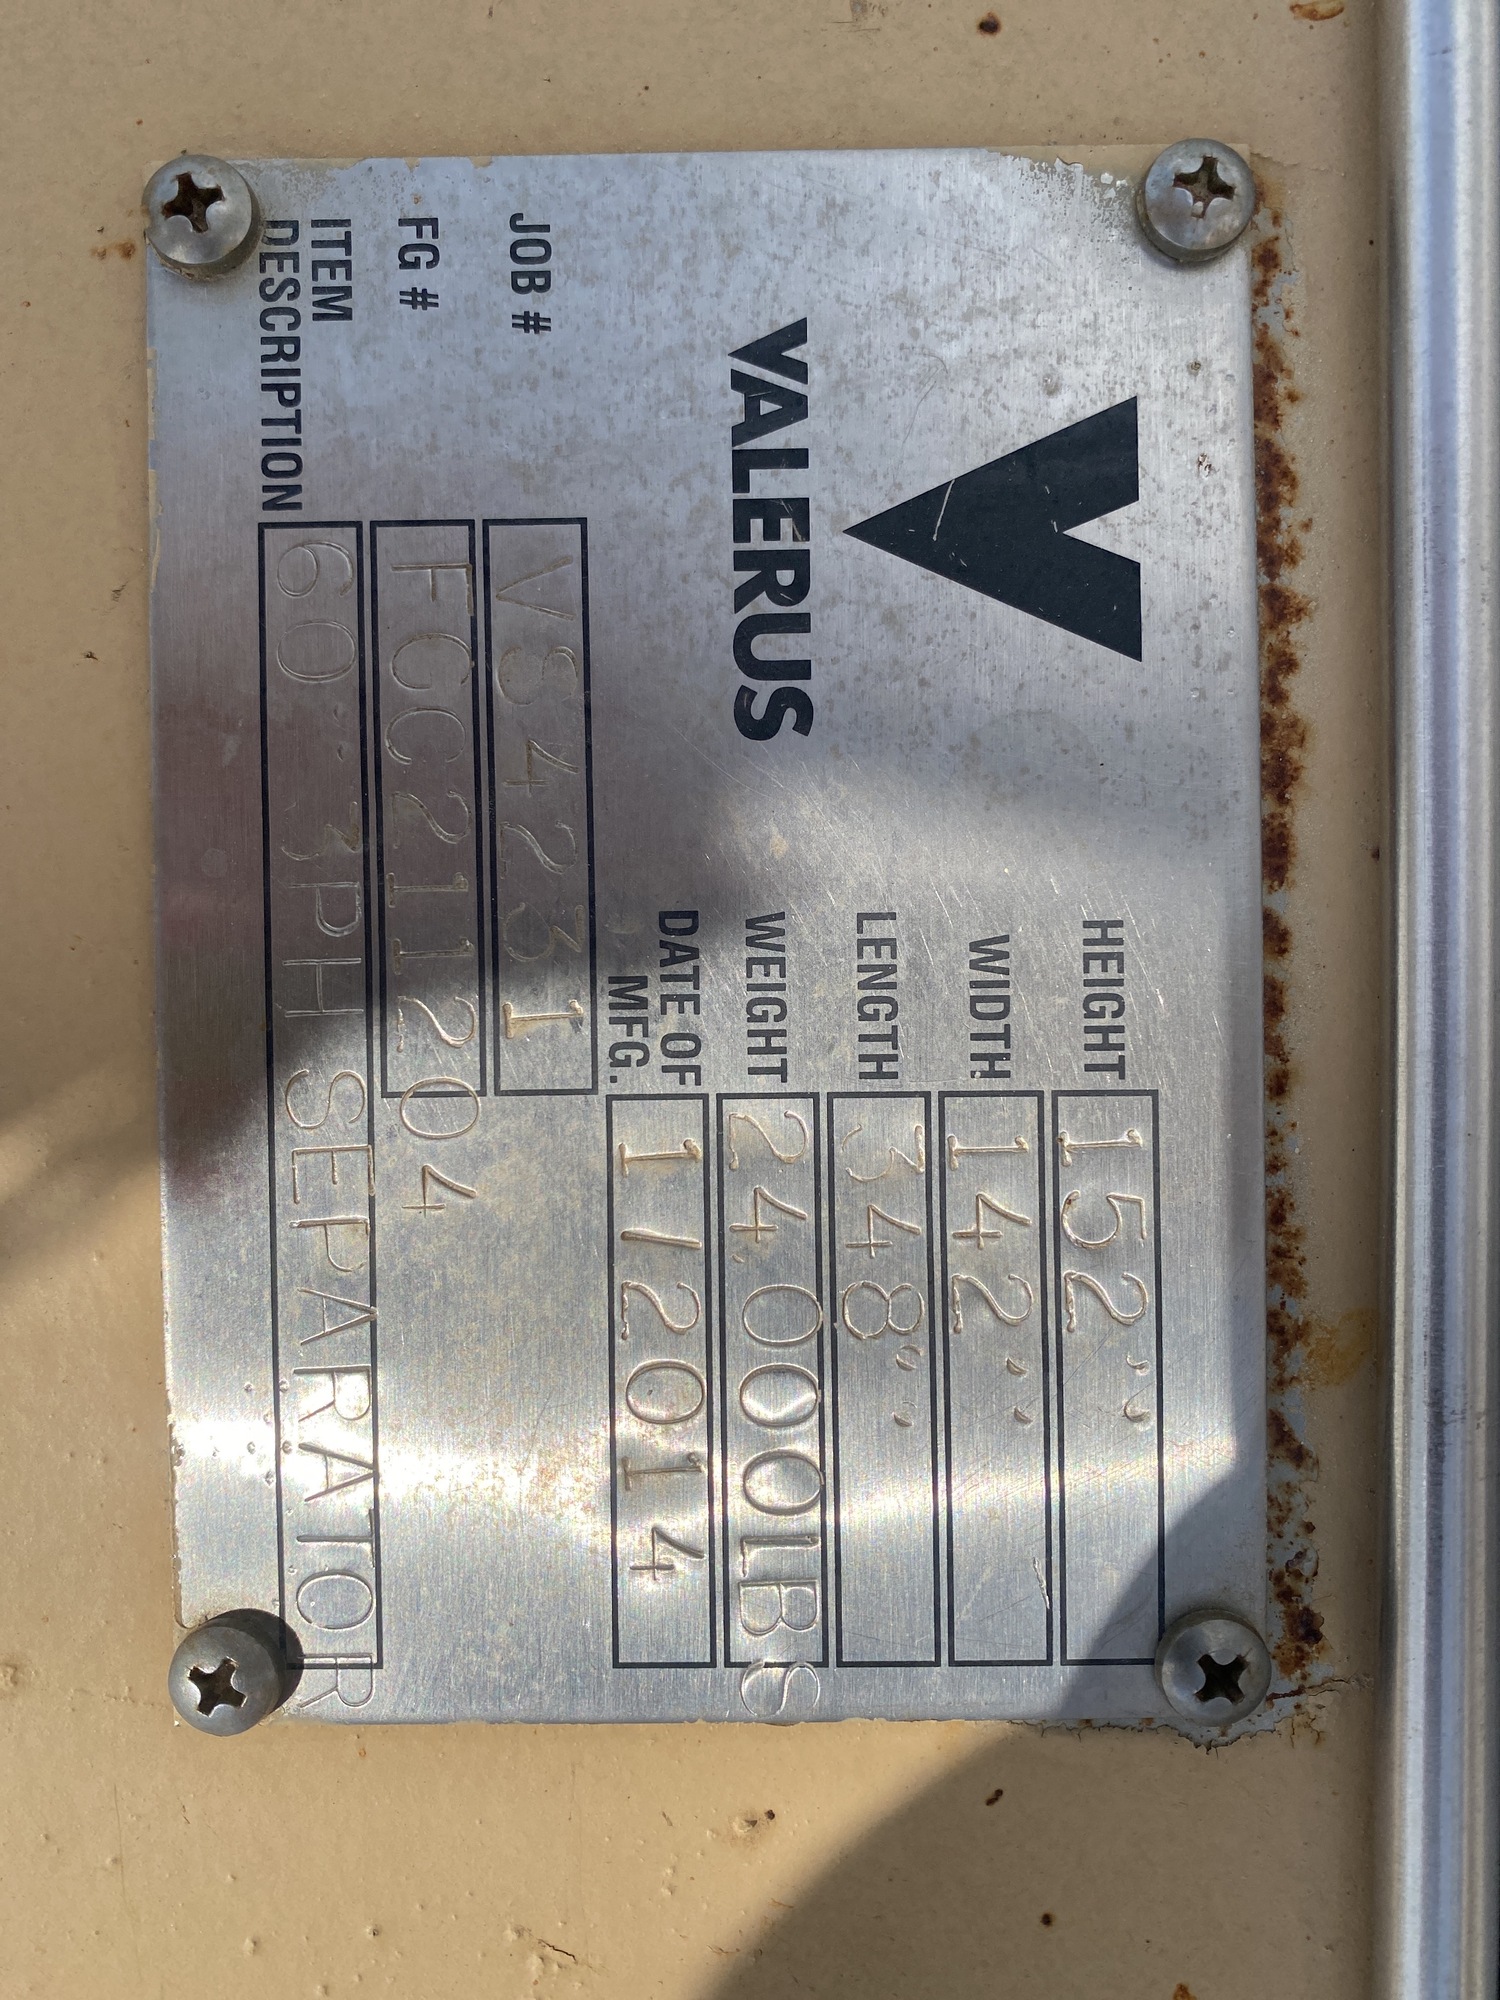 VALERUS
HEIGHT 152"
WIDTH 142"
LENGTH 348"
WEIGHT 24,000LBS
DATE OF
MFG. 1/2014
JOB # VS4231
FG # FCC211204
ITEM
DESCRIPTION 60" 3PH SEPARATOR